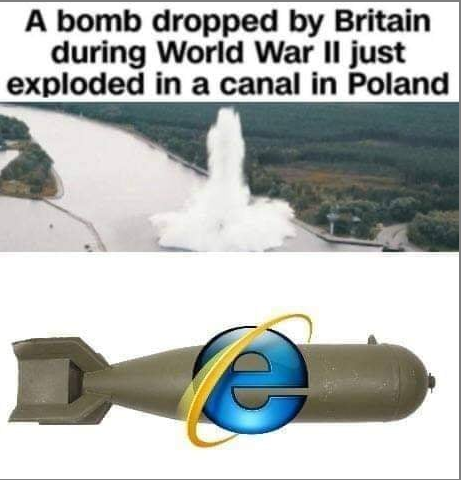 A bomb dropped by Britain
during World War II just
exploded in a canal in Poland
e